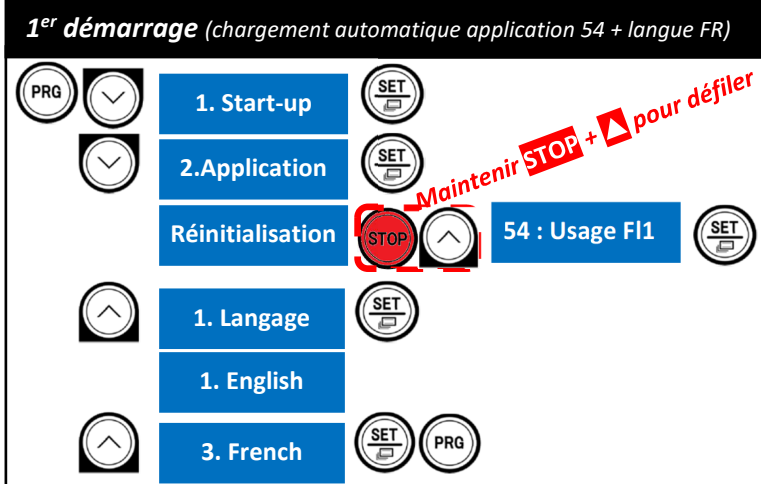 1er démarrage (chargement automatique application 54 + langue FR)
PRG 1. Start-up SET
2.Application SET
Maintenir STOP + pour défiler
Réinitialisation STOP 54 : Usage Fl1 SET
1. Langage SET
1. English
3. French SET PRG